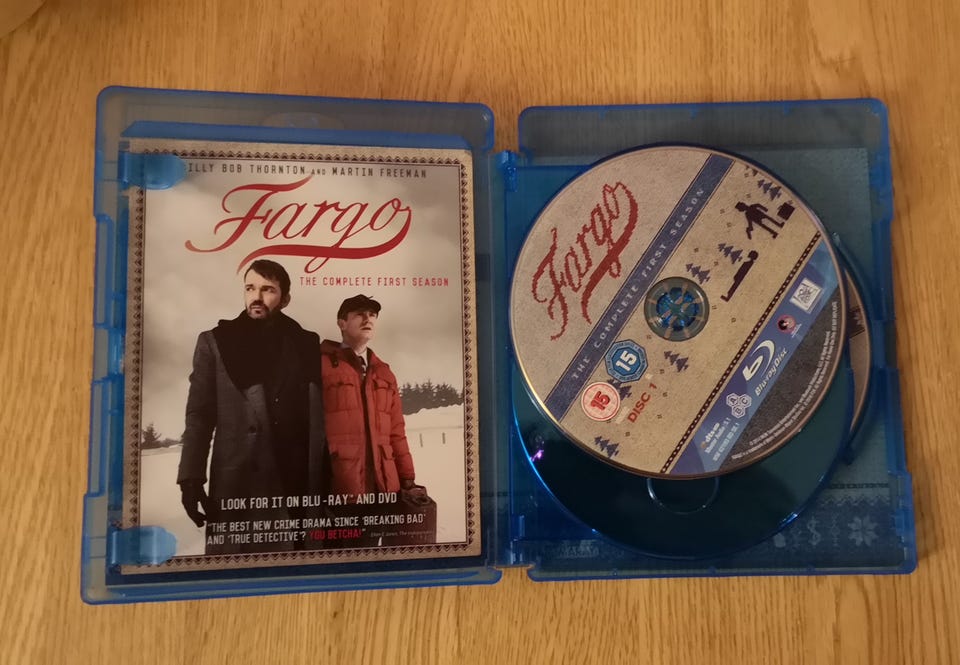 ILLY BOB THORNTON AND MARTIN FREEMAN
Fargo
THE COMPLETE FIRST SEASON
LOOK FOR IT ON BLU-RAY™ AND DVD
"THE BEST NEW CRIME DRAMA SINCE 'BREAKING BAD'
AND 'TRUE DETECTIVE'? YOU BETCHA!"
Fargo
THE COMPLETE FIRST SEASON
15
15
DISC 1
Blu-ray Disc